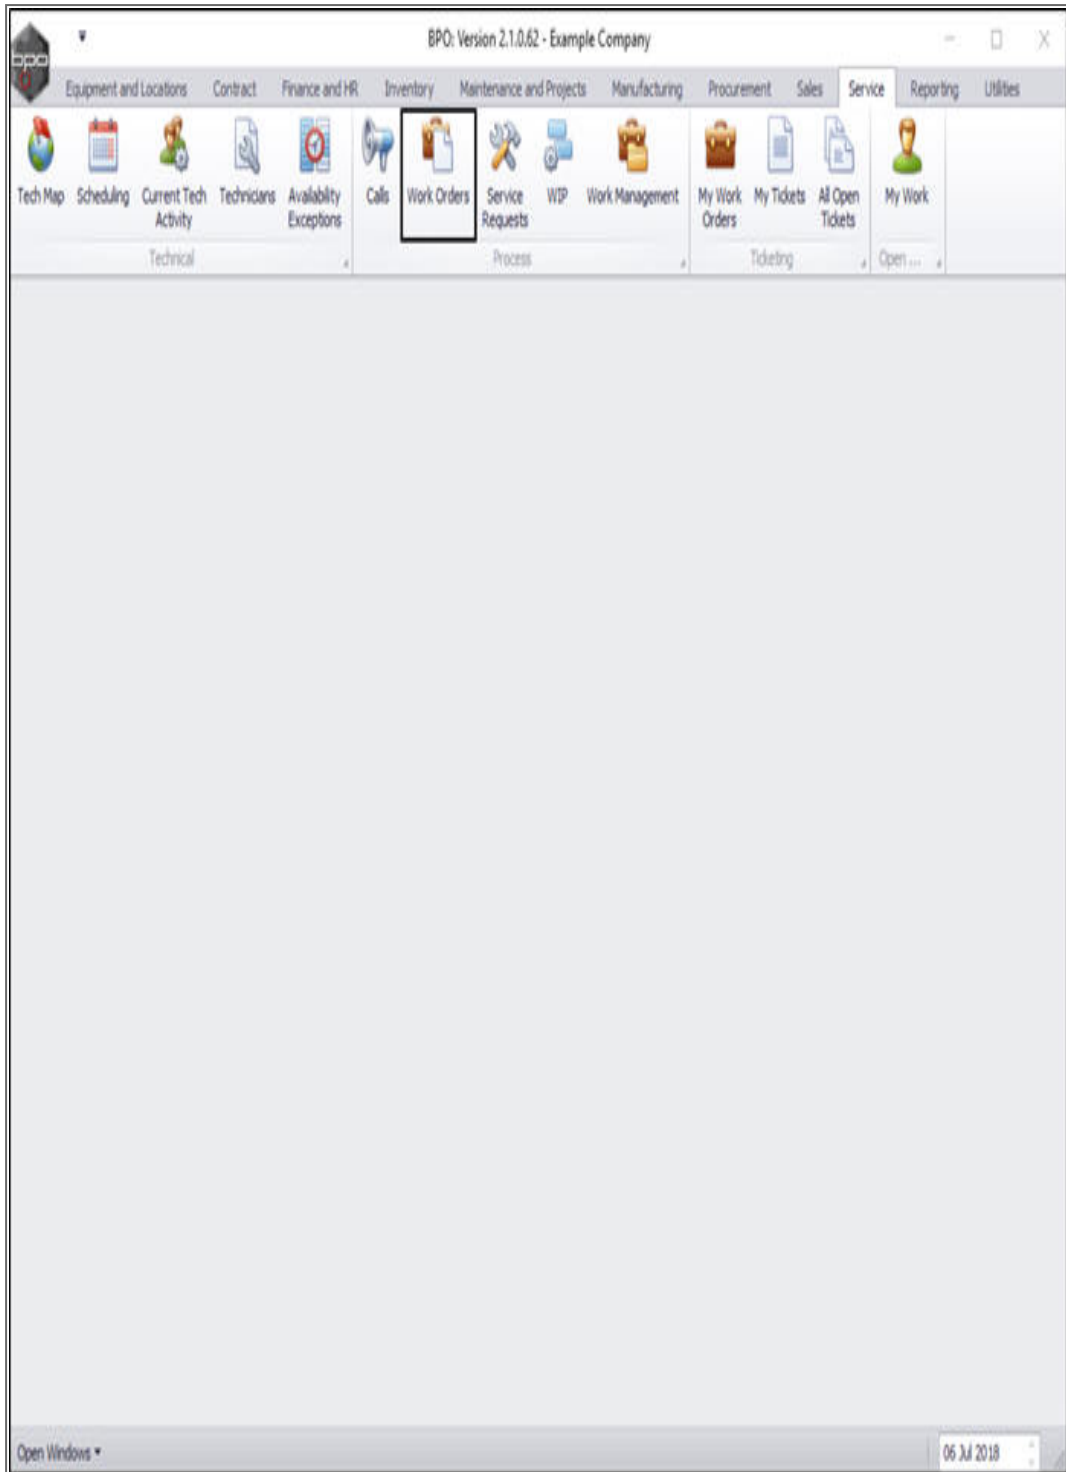 BPO: Version 2.1.0.62 - Example Company
bpo
Equipment and Locations Contract Finance and HR Inventory Maintenance and Projects Manufacturing Procurement Sales Service Reporting Utilities
Tech Map Scheduling Current Tech Technicians Availability Calls Work Orders Service WIP Work Management My Work My Tickets All Open My Work
Activity Exceptions Requests Orders Tickets
Technical Process Ticketing Open ...
Open Windows 06 Jul 2018